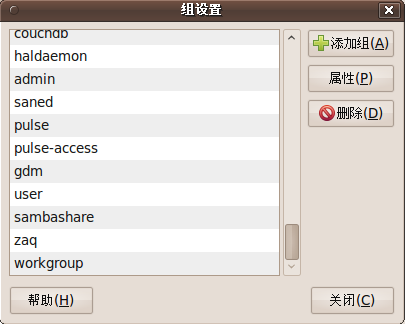 组设置
couchdb
haldaemon
admin
saned
pulse
pulse-access
gdm
user
sambashare
zaq
workgroup
添加组(A)
属性(P)
删除(D)
帮助(H)
关闭(C)